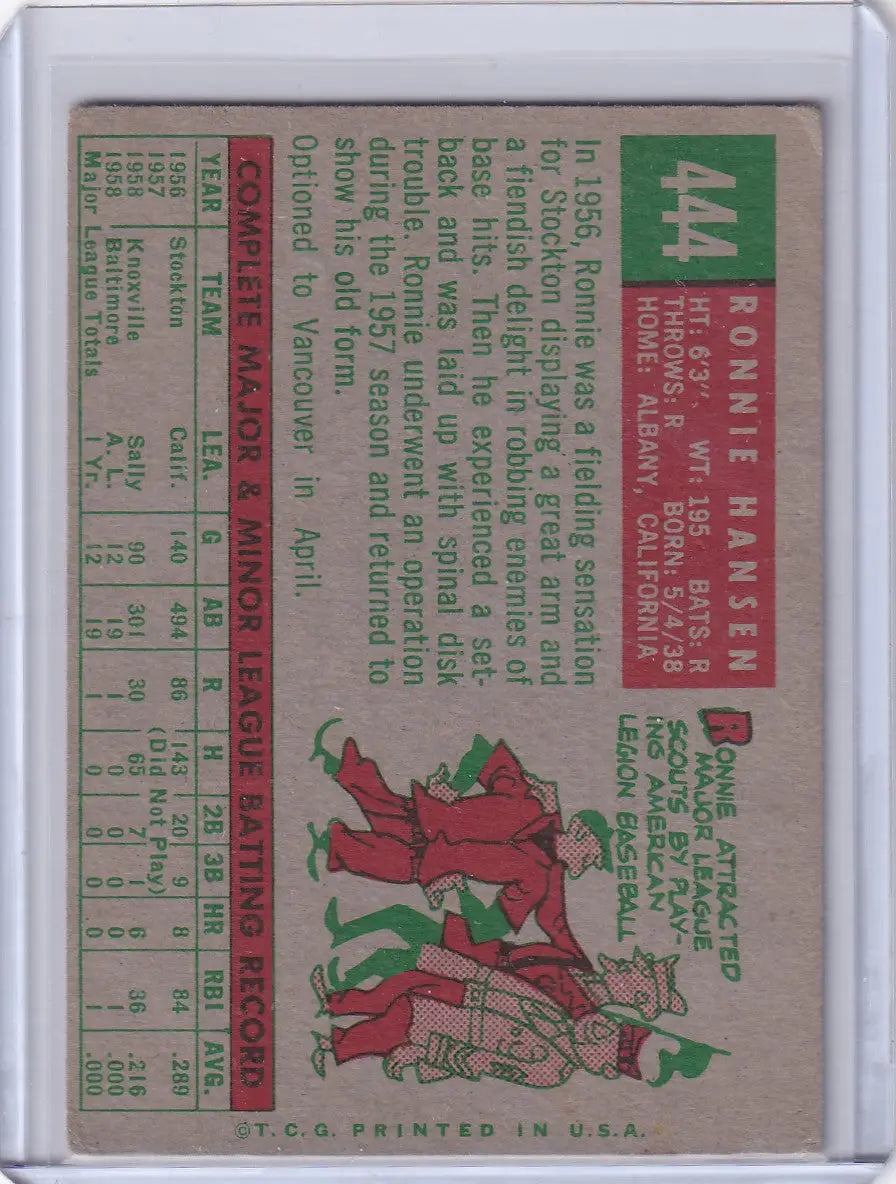 444
RONNIE HANSEN
HT: 6'3", WT: 195 BATS: R
THROWS: R BORN: 5/4/38
HOME: ALBANY, CALIFORNIA
In 1956, Ronnie was a fielding sensation
for Stockton displaying a great arm and
a fiendish delight in robbing enemies of
base hits. Then he experienced a set-
back and was laid up with spinal disk
trouble. Ronnie underwent an operation
during the 1957 season and returned to
show his old form.
Optioned to Vancouver in April.
RONNIE ATTRACTED
MAJOR LEAGUE
SCOUTS BY PLAY-
ING AMERICAN
LEGION BASEBALL
COMPLETE MAJOR & MINOR LEAGUE BATTING RECORD
YEAR TEAM LEA. G AB R H 2B 3B HR RBI AVG.
1956 Stockton Calif. 140 494 86 143 20 9 8 84 .289
1957 (Did Not Play)
1958 Knoxville Sally 90 301 30 65 7 1 6 36 .216
1958 Baltimore A. L. 12 19 1 0 0 0 0 1 .000
Major League Totals 1 Yr. 12 19 1 0 0 0 0 1 .000
©T. C. G. PRINTED IN U.S.A.